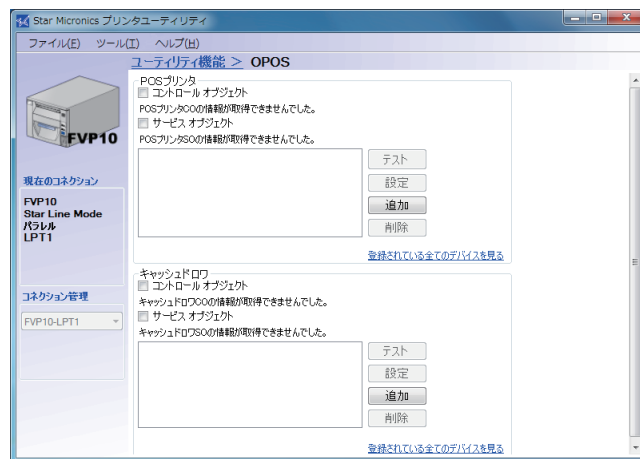 Star Micronics プリンタユーティリティ
ファイル(F) ツール(T) ヘルプ(H)
ユーティリティ機能 > OPOS
FVP10
現在のコネクション
FVP10
Star Line Mode
パラレル
LPT1
コネクション管理
FVP10-LPT1
POSプリンタ
コントロール オブジェクト
POSプリンタCOの情報が取得できませんでした。
サービス オブジェクト
POSプリンタSOの情報が取得できませんでした。
テスト
設定
追加
削除
登録されている全てのデバイスを見る
キャッシュドロワ
コントロール オブジェクト
キャッシュドロワCOの情報が取得できませんでした。
サービス オブジェクト
キャッシュドロワSOの情報が取得できませんでした。
テスト
設定
追加
削除
登録されている全てのデバイスを見る